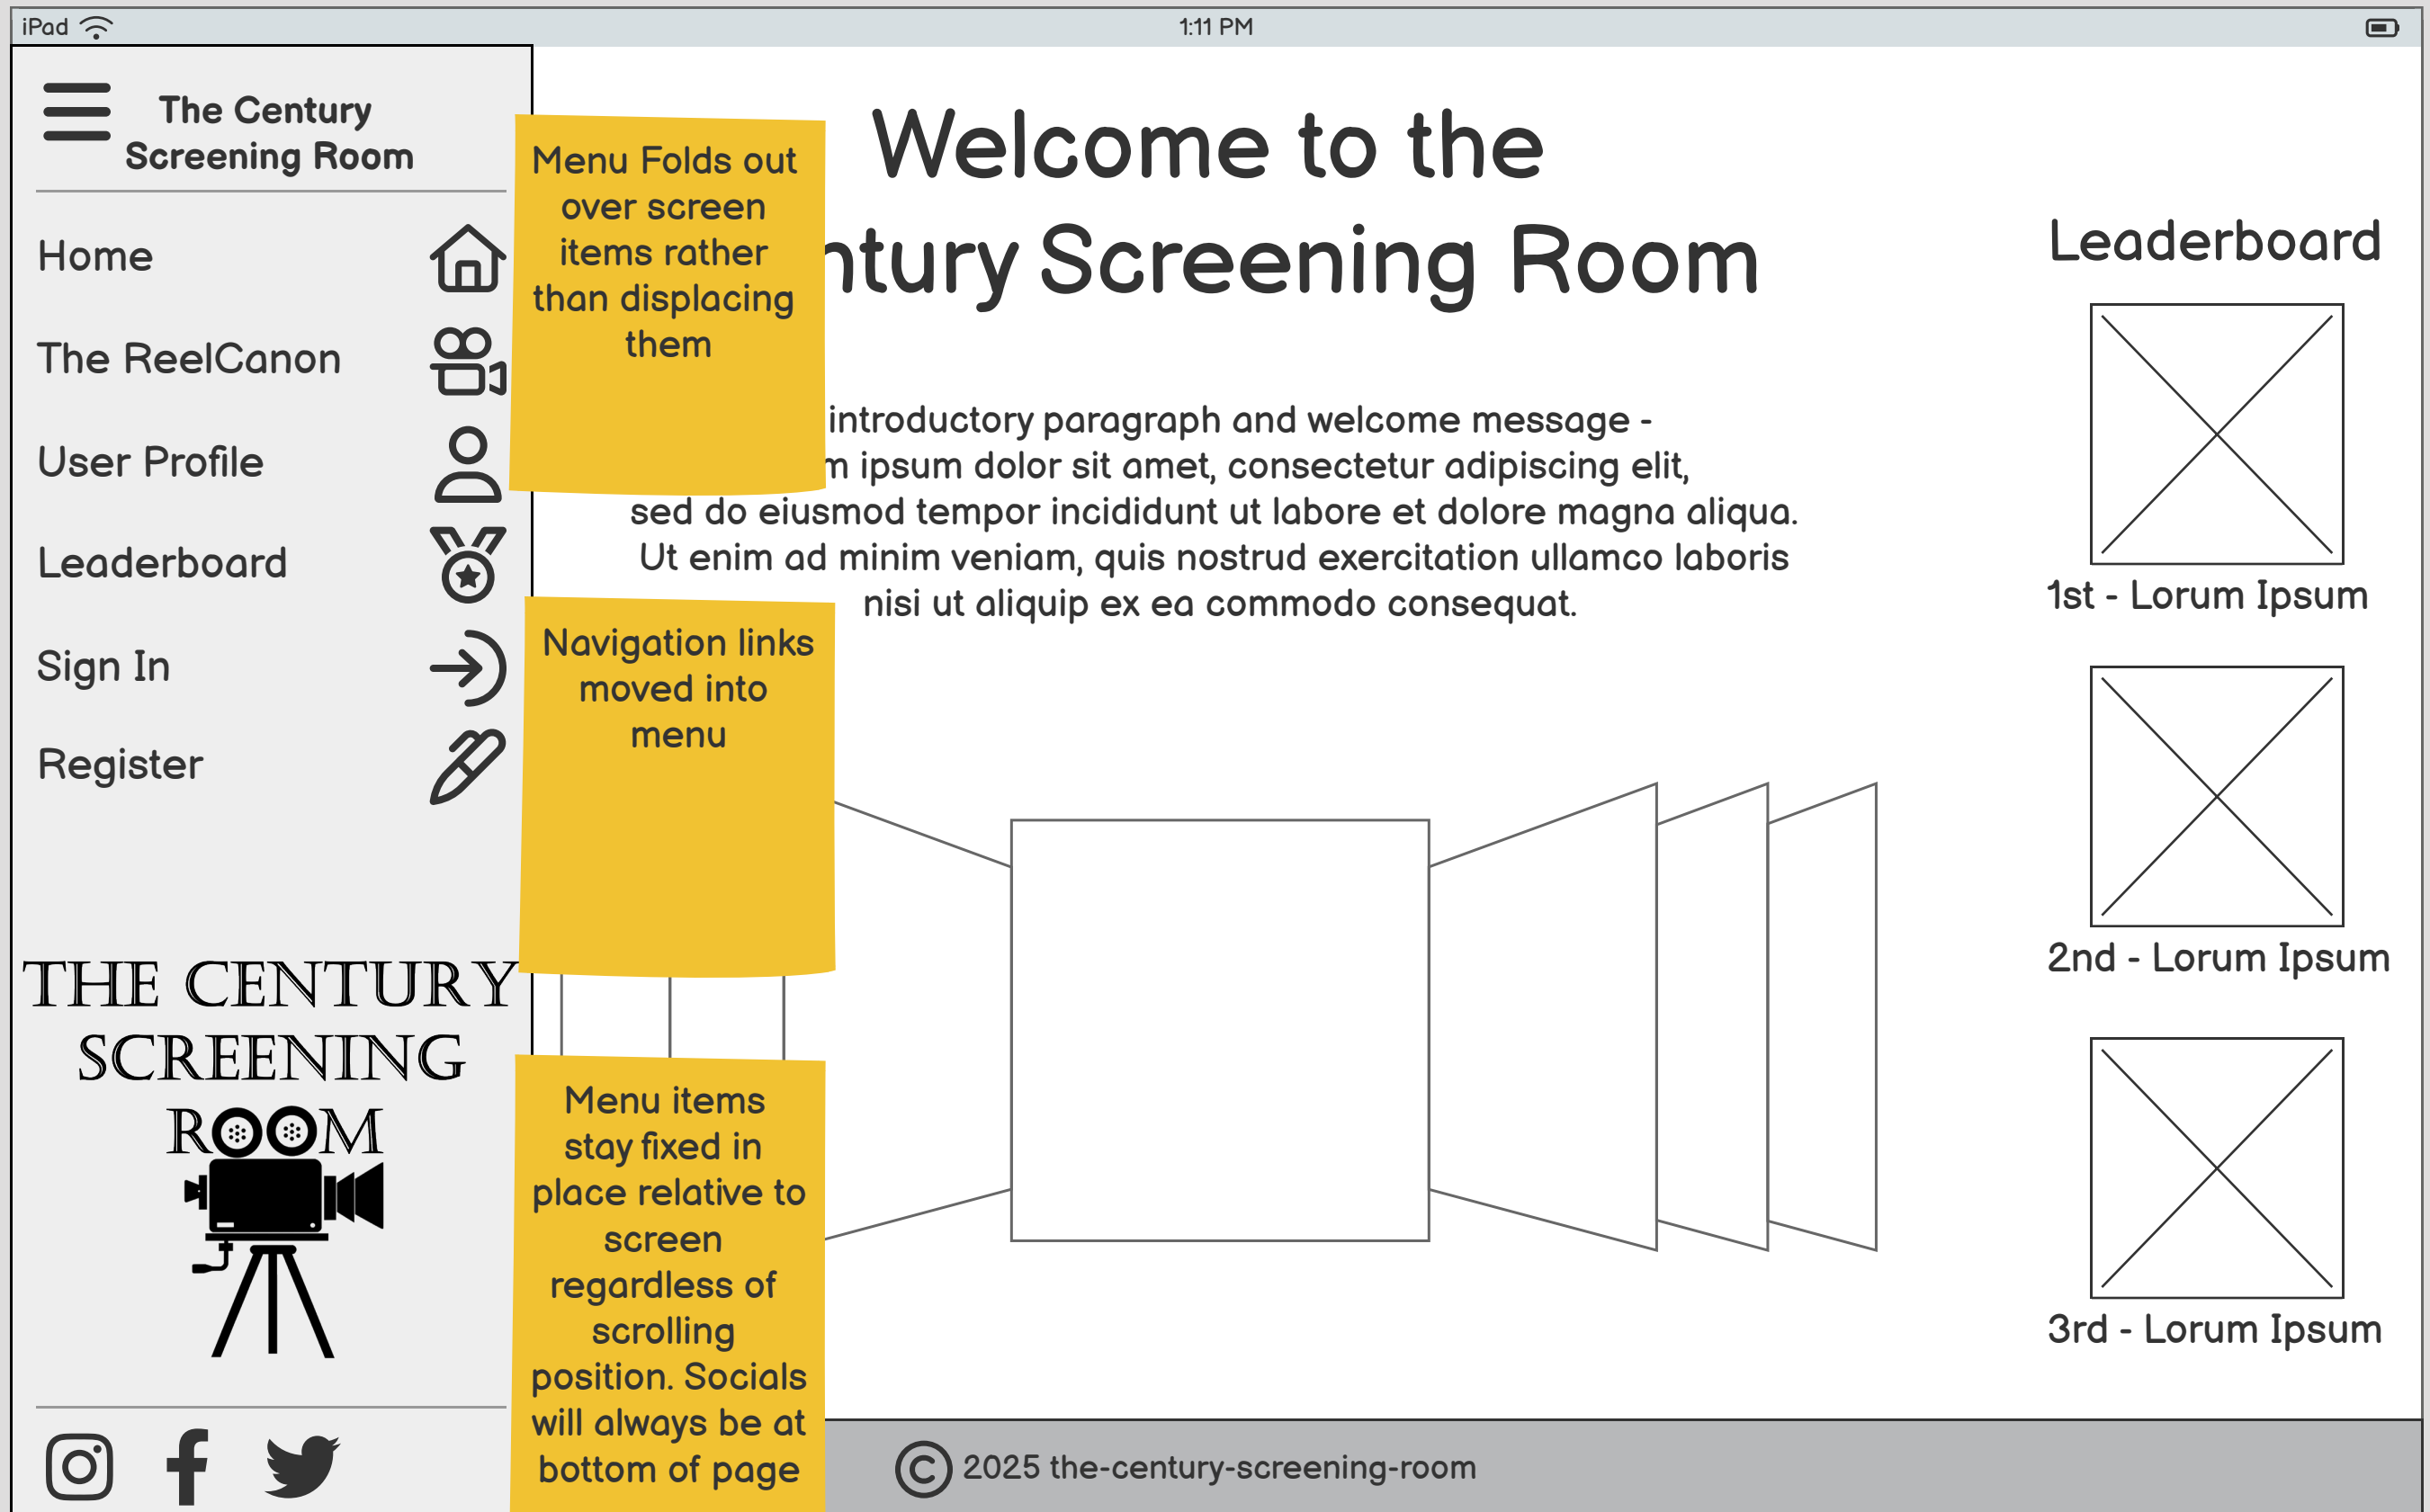 iPad
1:11 PM
The Century
Screening Room
Home
The ReelCanon
User Profile
Leaderboard
Sign In
Register
THE CENTURY
SCREENING
ROOM
Menu Folds out
over screen
items rather
than displacing
them
Navigation links
moved into
menu
Menu items
stay fixed in
place relative to
screen
regardless of
scrolling
position. Socials
will always be at
bottom of page
Welcome to the
ntury Screening Room
introductory paragraph and welcome message -
m ipsum dolor sit amet, consectetur adipiscing elit,
sed do eiusmod tempor incididunt ut labore et dolore magna aliqua.
Ut enim ad minim veniam, quis nostrud exercitation ullamco laboris
nisi ut aliquip ex ea commodo consequat.
Leaderboard
1st - Lorum Ipsum
2nd - Lorum Ipsum
3rd - Lorum Ipsum
© 2025 the-century-screening-room